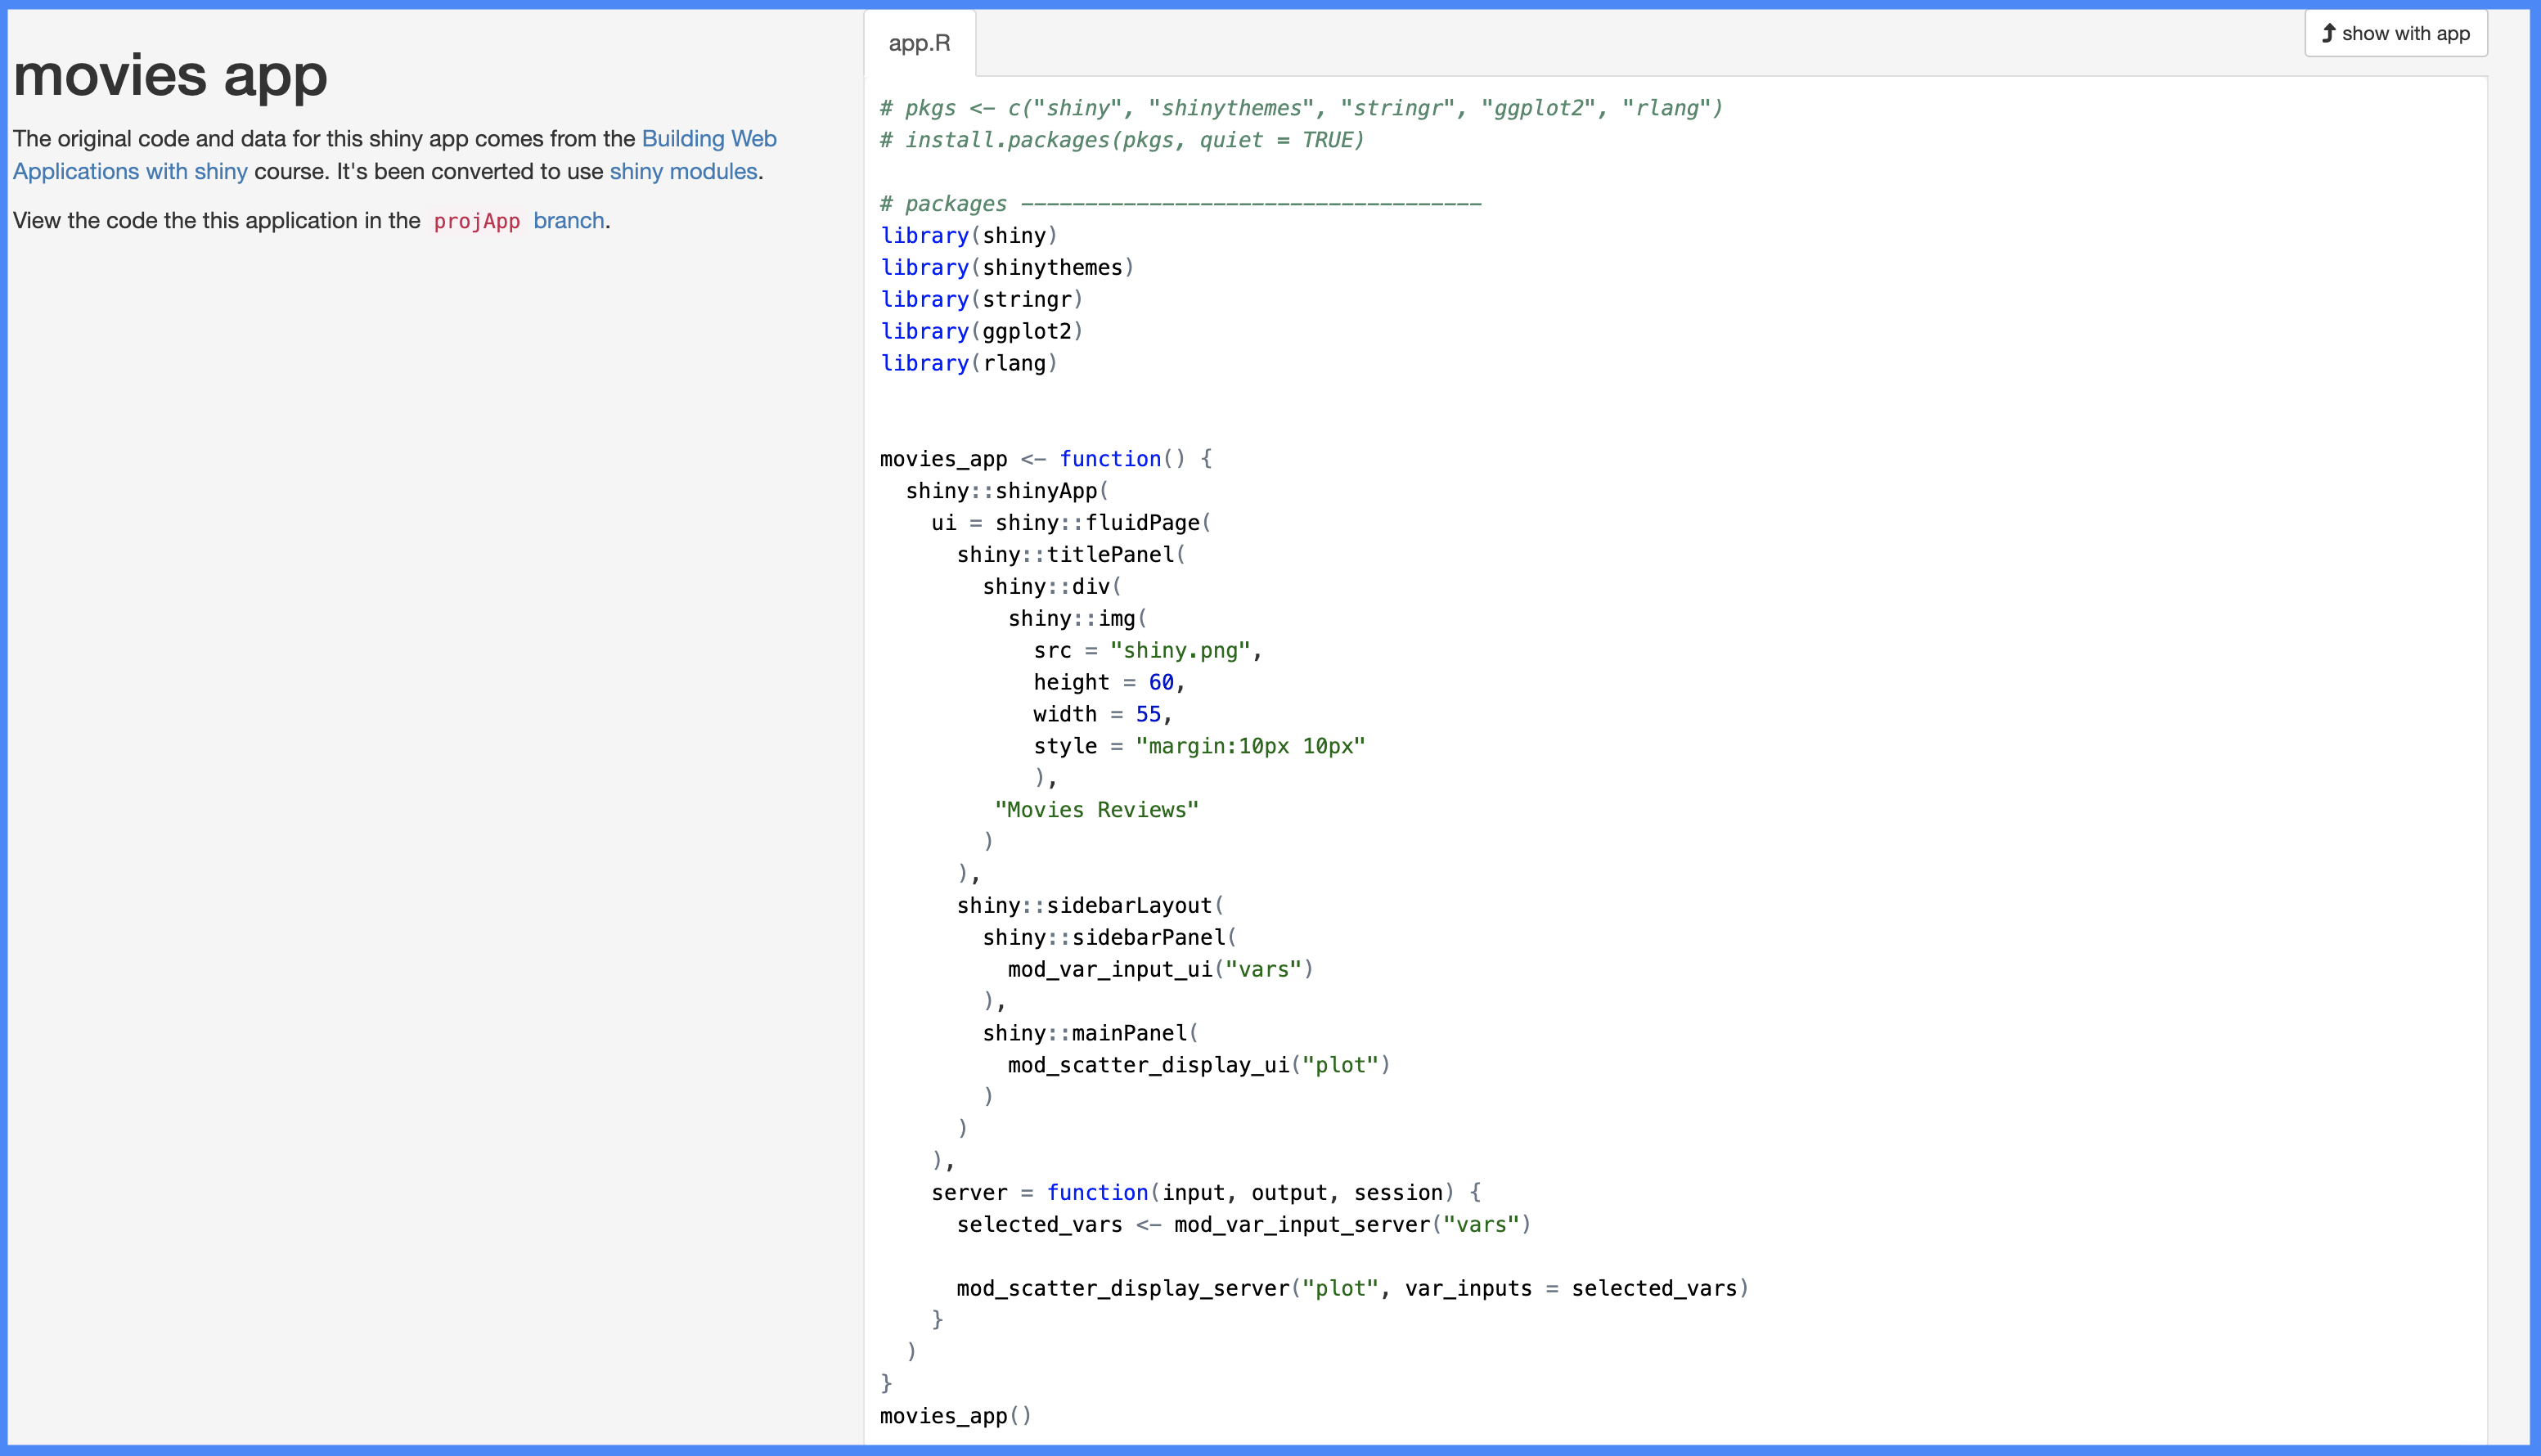 movies app
The original code and data for this shiny app comes from the Building Web
Applications with shiny course. It's been converted to use shiny modules.
View the code the this application in the projApp branch.
app.R
show with app
# pkgs <- c("shiny", "shinythemes", "stringr", "ggplot2", "rlang")
# install.packages(pkgs, quiet = TRUE)
# packages ------------------------------------
library(shiny)
library(shinythemes)
library(stringr)
library(ggplot2)
library(rlang)
movies_app <- function() {
  shiny::shinyApp(
    ui = shiny::fluidPage(
      shiny::titlePanel(
        shiny::div(
          shiny::img(
            src = "shiny.png",
            height = 60,
            width = 55,
            style = "margin:10px 10px"
            ),
         "Movies Reviews"
        )
      ),
      shiny::sidebarLayout(
        shiny::sidebarPanel(
          mod_var_input_ui("vars")
        ),
        shiny::mainPanel(
          mod_scatter_display_ui("plot")
        )
      )
    ),
    server = function(input, output, session) {
      selected_vars <- mod_var_input_server("vars")
      mod_scatter_display_server("plot", var_inputs = selected_vars)
    }
  )
}
movies_app()